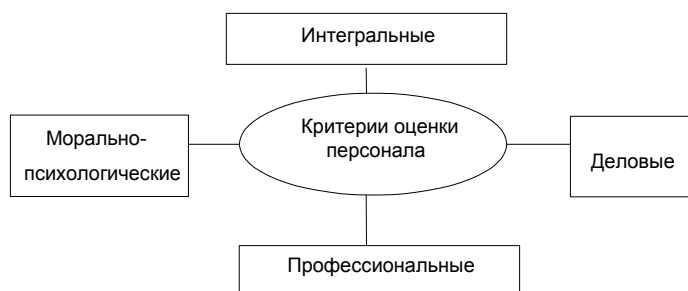 Интегральные
Критерии оценки
персонала
Морально-
психологические
Деловые
Профессиональные